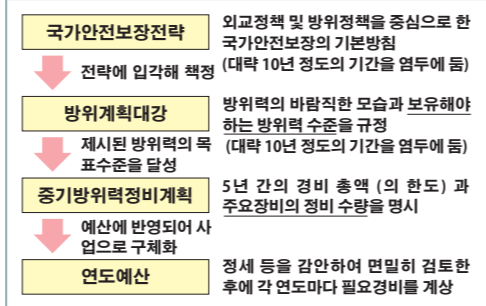 국가안전보장전략
외교정책 및 방위정책을 중심으로 한
국가안전보장의 기본방침
(대략 10년 정도의 기간을 염두에 둠)
전략에 입각해 책정
방위계획대강
방위력의 바람직한 모습과 보유해야
하는 방위력 수준을 규정
(대략 10년 정도의 기간을 염두에 둠)
제시된 방위력의 목
표수준을 달성
중기방위력정비계획
5년 간의 경비 총액 (의 한도) 과
주요장비의 정비 수량을 명시
예산에 반영되어 사
업으로 구체화
연도예산
정세 등을 감안하여 면밀히 검토한
후에 각 연도마다 필요경비를 계상